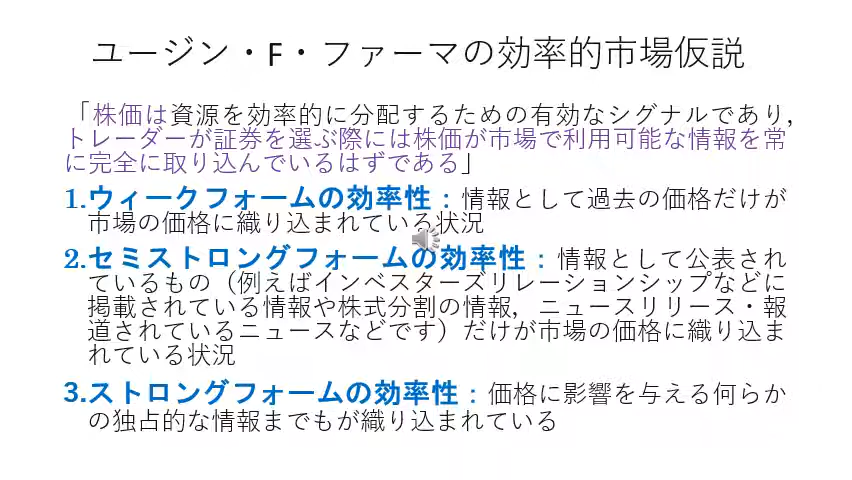 ユージン・F・ファーマの効率的市場仮説
「株価は資源を効率的に分配するための有効なシグナルであり,
トレーダーが証券を選ぶ際には株価が市場で利用可能な情報を常
に完全に取り込んでいるはずである」
1.ウィークフォームの効率性：情報として過去の価格だけが
市場の価格に織り込まれている状況
2.セミストロングフォームの効率性：情報として公表され
ているもの（例えばインベスターズリレーションシップなどに
掲載されている情報や株式分割の情報，ニュースリリース・報
道されているニュースなどです）だけが市場の価格に織り込ま
れている状況
3.ストロングフォームの効率性：価格に影響を与える何らか
の独占的な情報までもが織り込まれている